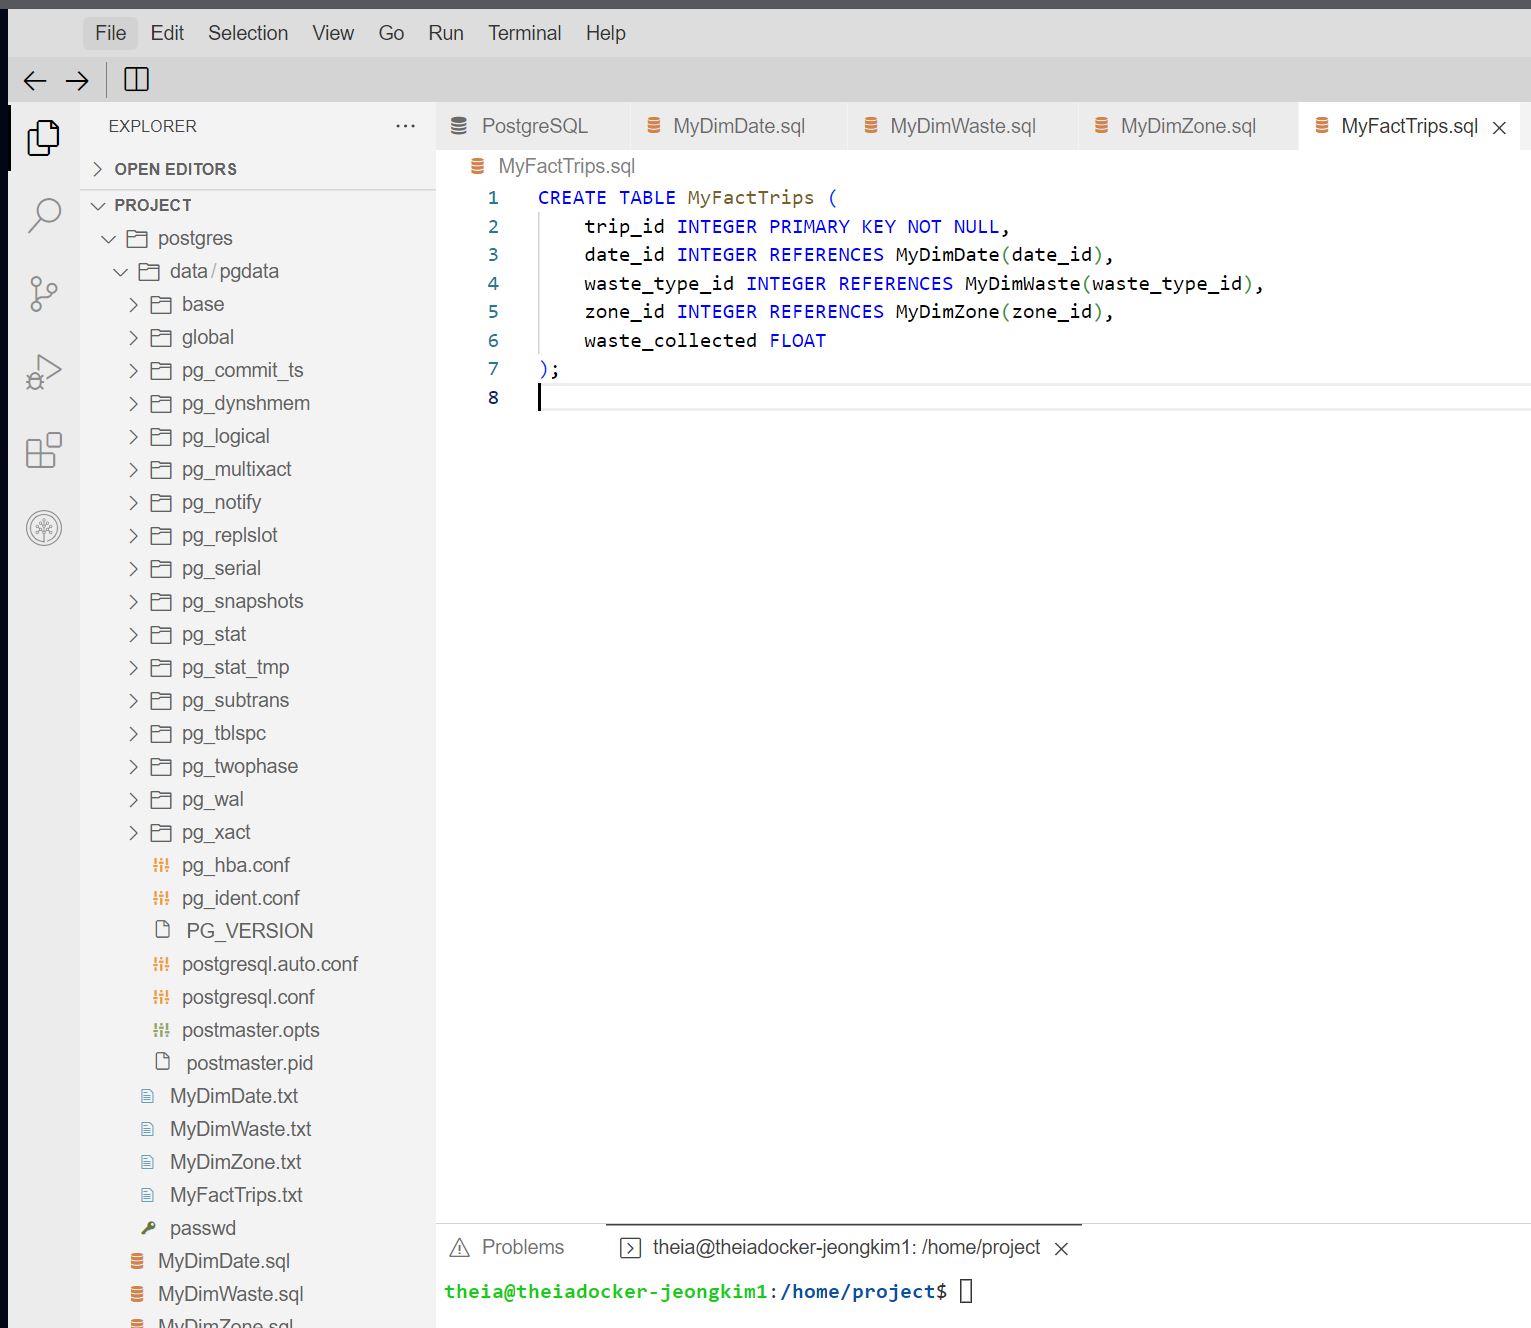 File Edit Selection View Go Run Terminal Help
EXPLORER
OPEN EDITORS
PROJECT
postgres
data / pgdata
base
global
pg_commit_ts
pg_dynshmem
pg_logical
pg_multixact
pg_notify
pg_replslot
pg_serial
pg_snapshots
pg_stat
pg_stat_tmp
pg_subtrans
pg_tblspc
pg_twophase
pg_wal
pg_xact
pg_hba.conf
pg_ident.conf
PG_VERSION
postgresql.auto.conf
postgresql.conf
postmaster.opts
postmaster.pid
MyDimDate.txt
MyDimWaste.txt
MyDimZone.txt
MyFactTrips.txt
passwd
MyDimDate.sql
MyDimWaste.sql
MyDimZone.sql
PostgreSQL MyDimDate.sql MyDimWaste.sql MyDimZone.sql MyFactTrips.sql
MyFactTrips.sql
1 CREATE TABLE MyFactTrips (
2 trip_id INTEGER PRIMARY KEY NOT NULL,
3 date_id INTEGER REFERENCES MyDimDate(date_id),
4 waste_type_id INTEGER REFERENCES MyDimWaste(waste_type_id),
5 zone_id INTEGER REFERENCES MyDimZone(zone_id),
6 waste_collected FLOAT
7 );
8
Problems theia@theiadocker-jeongkim1: /home/project
theia@theiadocker-jeongkim1:/home/project$